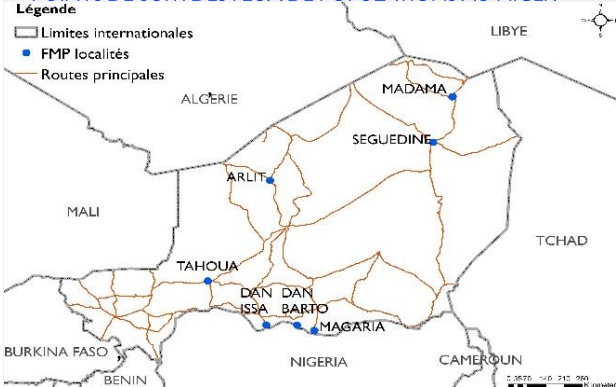 Légende
Limites internationales
FMP localités
Routes principales
LIBYE
ALGERIE
MADAMA
SEGUEDINE
ARLIT
MALI
TCHAD
TAHOUA
DAN ISSA
DAN BARTO
MAGARIA
BURKINA FASO
NIGERIA
CAMEROUN
BENIN